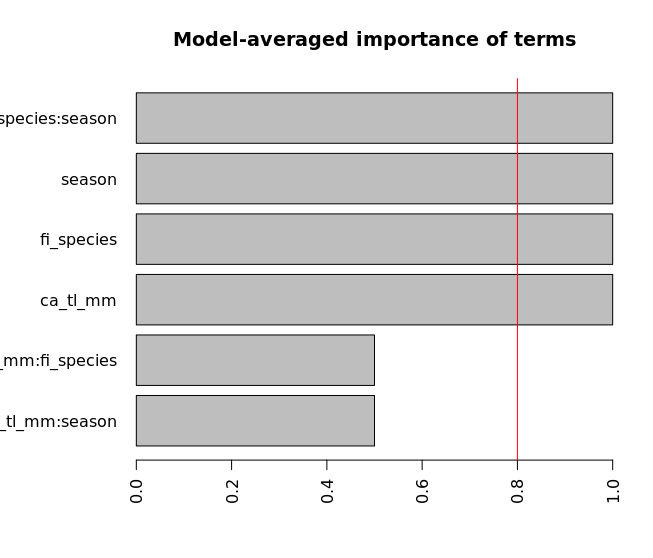 Model-averaged importance of terms
species:season
season
fi_species
ca_tl_mm
_mm:fi_species
_tl_mm:season
0.0 0.2 0.4 0.6 0.8 1.0